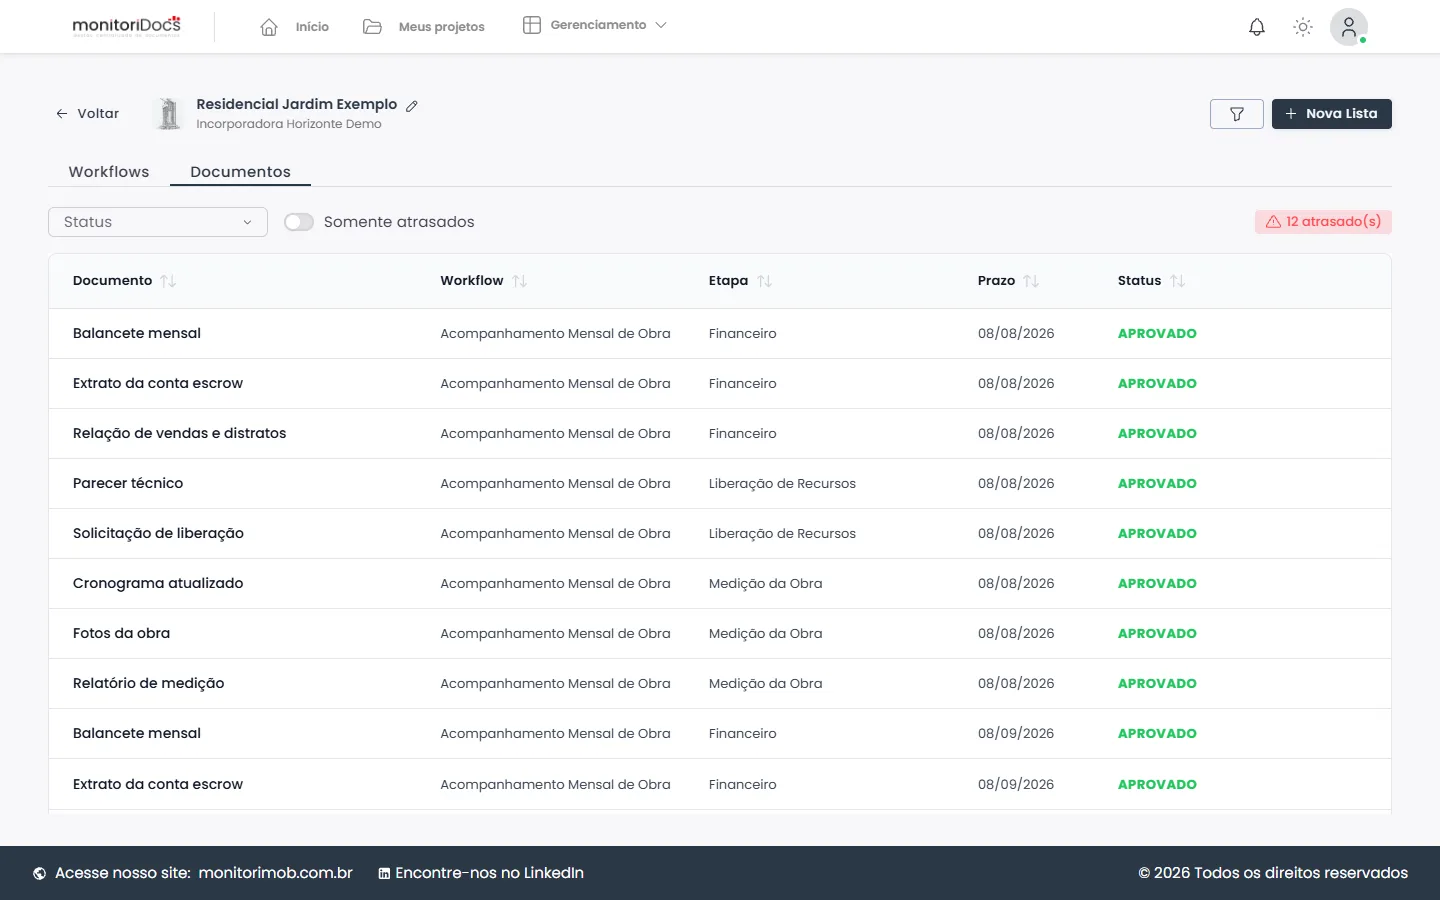 monitoriDocs
Início
Meus projetos
Gerenciamento
Voltar
Residencial Jardim Exemplo
Incorporadora Horizonte Demo
Nova Lista
Workflows
Documentos
Status
Somente atrasados
12 atrasado(s)
Documento Workflow Etapa Prazo Status
Balancete mensal Acompanhamento Mensal de Obra Financeiro 08/08/2026 APROVADO
Extrato da conta escrow Acompanhamento Mensal de Obra Financeiro 08/08/2026 APROVADO
Relação de vendas e distratos Acompanhamento Mensal de Obra Financeiro 08/08/2026 APROVADO
Parecer técnico Acompanhamento Mensal de Obra Liberação de Recursos 08/08/2026 APROVADO
Solicitação de liberação Acompanhamento Mensal de Obra Liberação de Recursos 08/08/2026 APROVADO
Cronograma atualizado Acompanhamento Mensal de Obra Medição da Obra 08/08/2026 APROVADO
Fotos da obra Acompanhamento Mensal de Obra Medição da Obra 08/08/2026 APROVADO
Relatório de medição Acompanhamento Mensal de Obra Medição da Obra 08/08/2026 APROVADO
Balancete mensal Acompanhamento Mensal de Obra Financeiro 08/09/2026 APROVADO
Extrato da conta escrow Acompanhamento Mensal de Obra Financeiro 08/09/2026 APROVADO
Acesse nosso site: monitorimob.com.br
Encontre-nos no LinkedIn
© 2026 Todos os direitos reservados